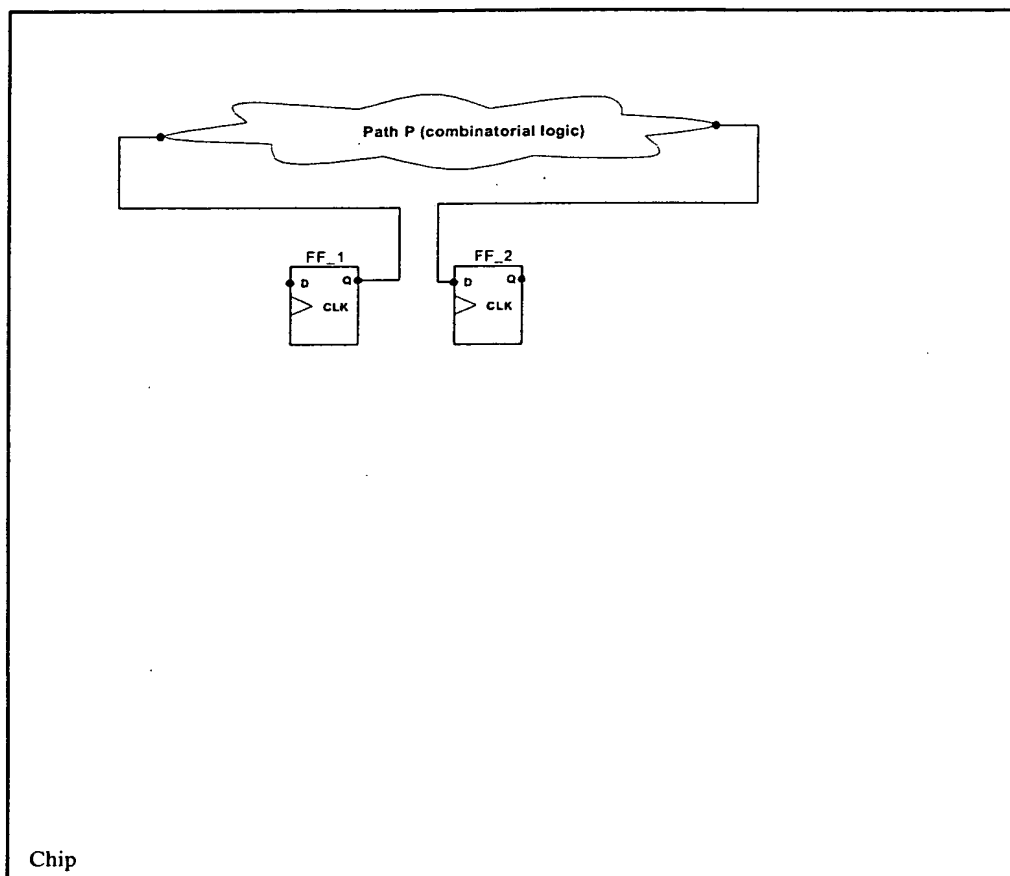 Path P (combinatorial logic)
FF_1
FF_2
D
Q
CLK
D
Q
CLK
Chip